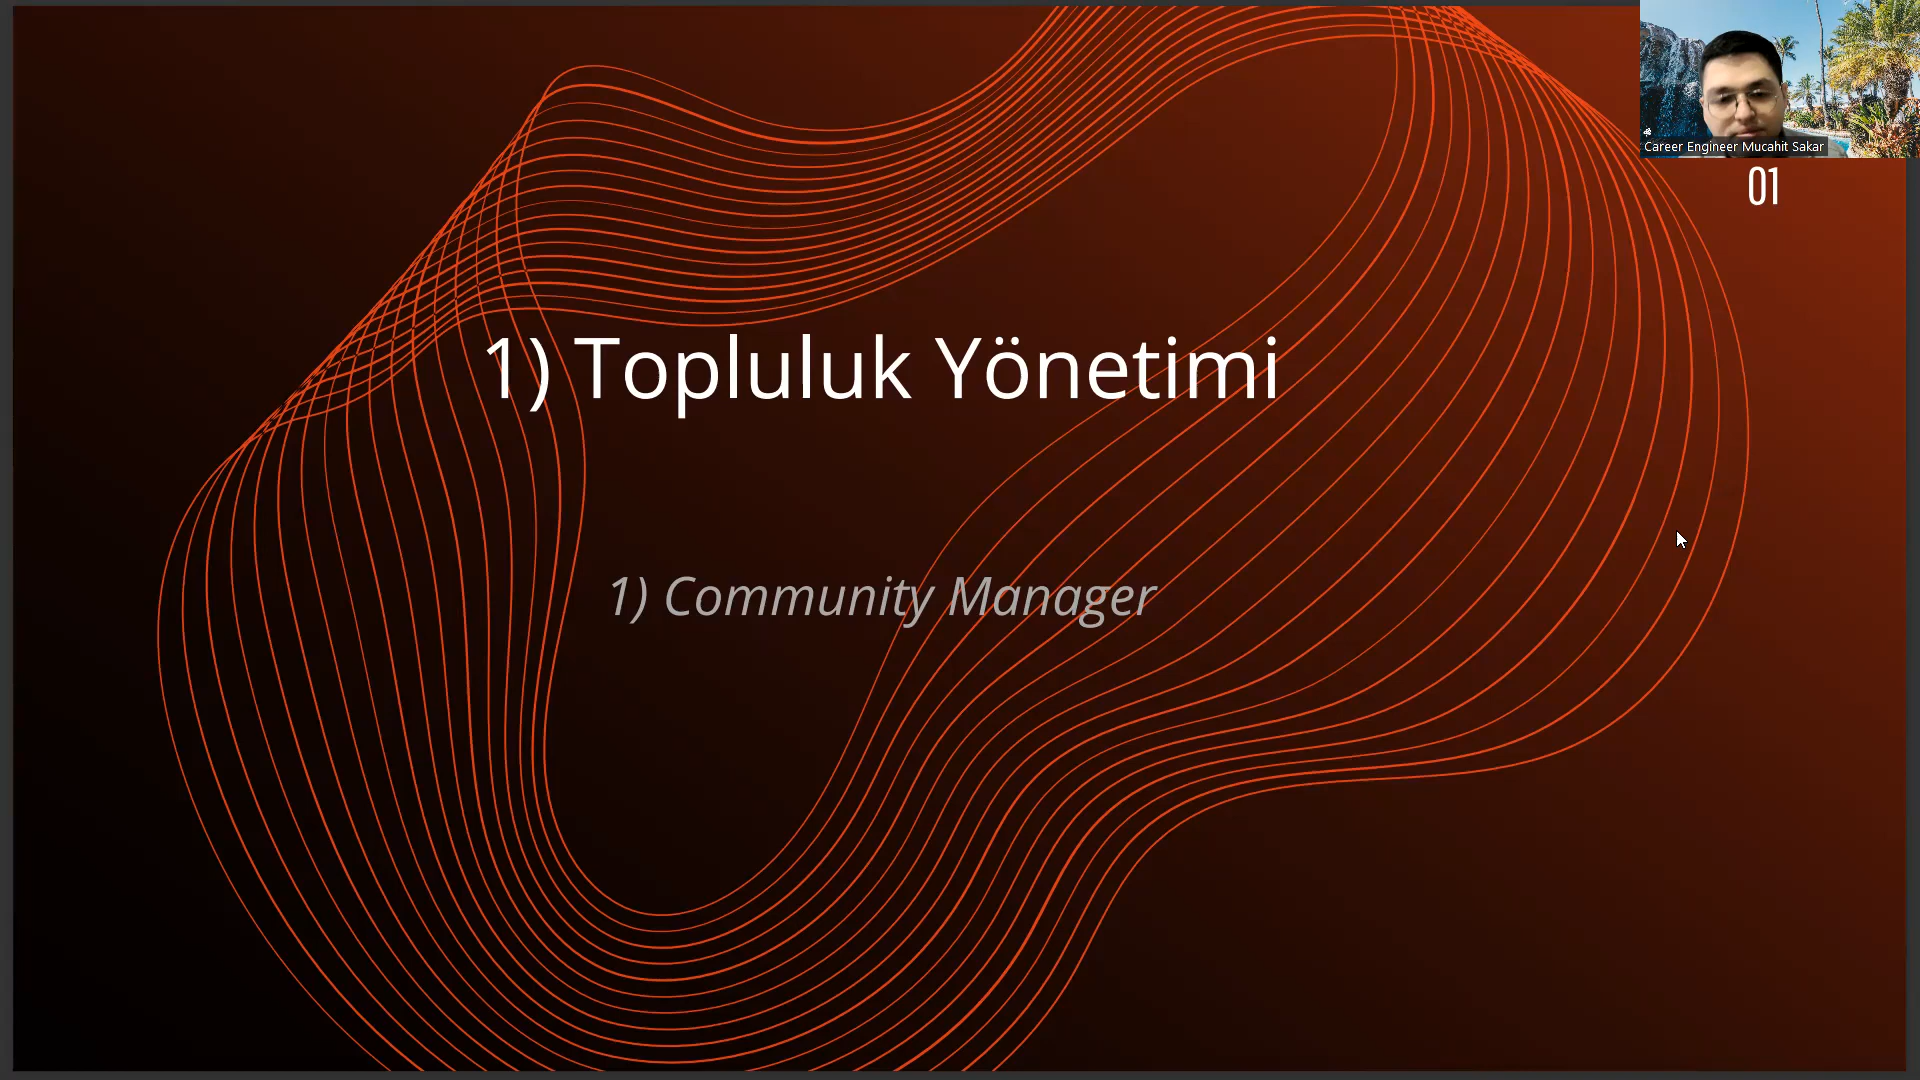 Career Engineer Mucahit Sakar
01
1) Topluluk Yönetimi
1) Community Manager